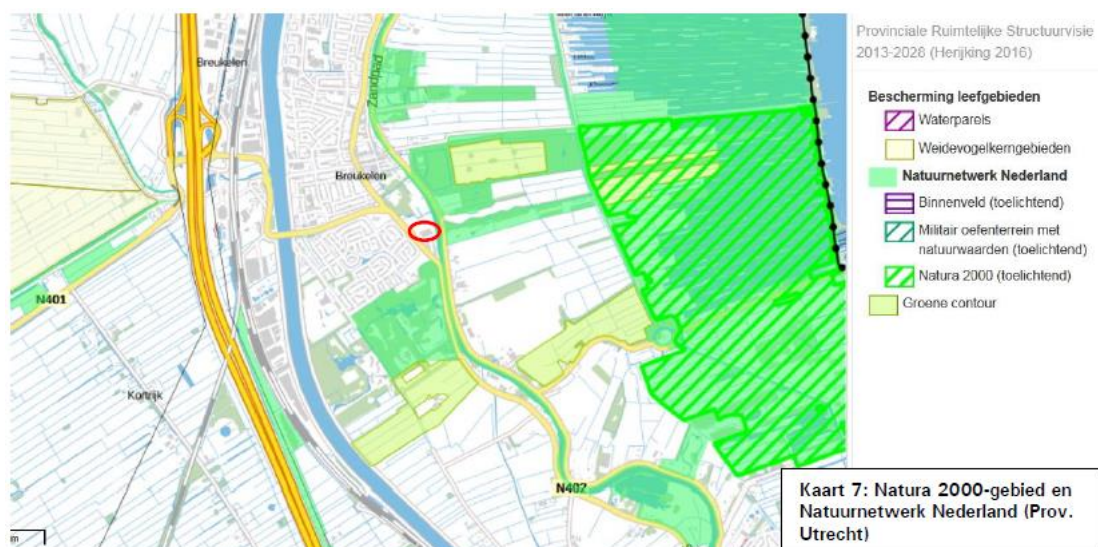 Breukelen
Zandpad
Breukelen
N401
Kortrijk
N402
Provinciale Ruimtelijke Structuurvisie
2013-2028 (Herijking 2016)
Bescherming leefgebieden
Waterparels
Weidevogelkerngebieden
Natuurnetwerk Nederland
Binnenveld (toelichtend)
Militair oefenterrein met
natuurwaarden (toelichtend)
Natura 2000 (toelichtend)
Groene contour
Kaart 7: Natura 2000-gebied en
Natuurnetwerk Nederland (Prov.
Utrecht)